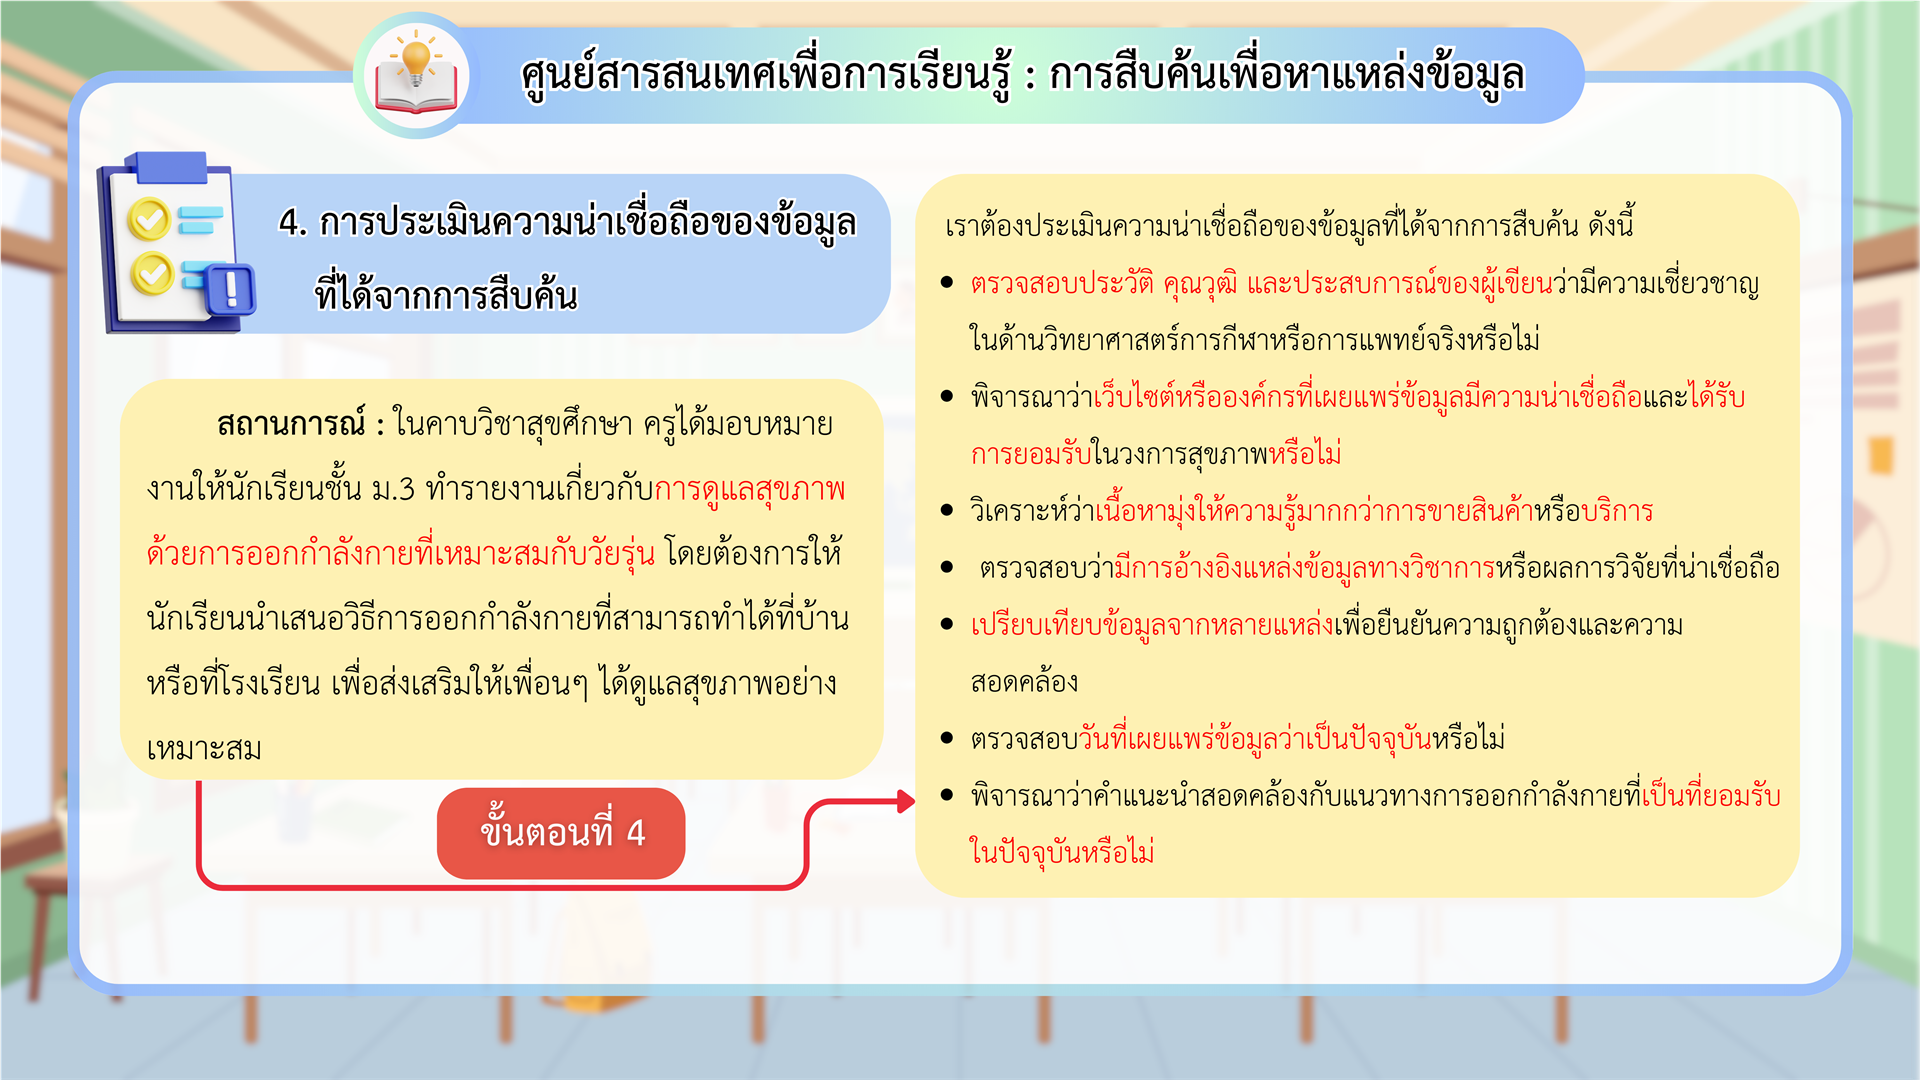 ศูนย์สารสนเทศเพื่อการเรียนรู้ : การสืบค้นเพื่อหาแหล่งข้อมูล
4. การประเมินความน่าเชื่อถือของข้อมูล
ที่ได้จากการสืบค้น
สถานการณ์ : ในคาบวิชาสุขศึกษา ครูได้มอบหมาย
งานให้นักเรียนชั้น ม.3 ทำรายงานเกี่ยวกับการดูแลสุขภาพ
ด้วยการออกกำลังกายที่เหมาะสมกับวัยรุ่น โดยต้องการให้
นักเรียนนำเสนอวิธีการออกกำลังกายที่สามารถทำได้ที่บ้าน
หรือที่โรงเรียน เพื่อส่งเสริมให้เพื่อนๆ ได้ดูแลสุขภาพอย่าง
เหมาะสม
ขั้นตอนที่ 4
เราต้องประเมินความน่าเชื่อถือของข้อมูลที่ได้จากการสืบค้น ดังนี้
• ตรวจสอบประวัติ คุณวุฒิ และประสบการณ์ของผู้เขียนว่ามีความเชี่ยวชาญ
ในด้านวิทยาศาสตร์การกีฬาหรือการแพทย์จริงหรือไม่
• พิจารณาว่าเว็บไซต์หรือองค์กรที่เผยแพร่ข้อมูลมีความน่าเชื่อถือและได้รับ
การยอมรับในวงการสุขภาพหรือไม่
• วิเคราะห์ว่าเนื้อหามุ่งให้ความรู้มากกว่าการขายสินค้าหรือบริการ
• ตรวจสอบว่ามีการอ้างอิงแหล่งข้อมูลทางวิชาการหรือผลการวิจัยที่น่าเชื่อถือ
• เปรียบเทียบข้อมูลจากหลายแหล่งเพื่อยืนยันความถูกต้องและความ
สอดคล้อง
• ตรวจสอบวันที่เผยแพร่ข้อมูลว่าเป็นปัจจุบันหรือไม่
• พิจารณาว่าคำแนะนำสอดคล้องกับแนวทางการออกกำลังกายที่เป็นที่ยอมรับ
ในปัจจุบันหรือไม่